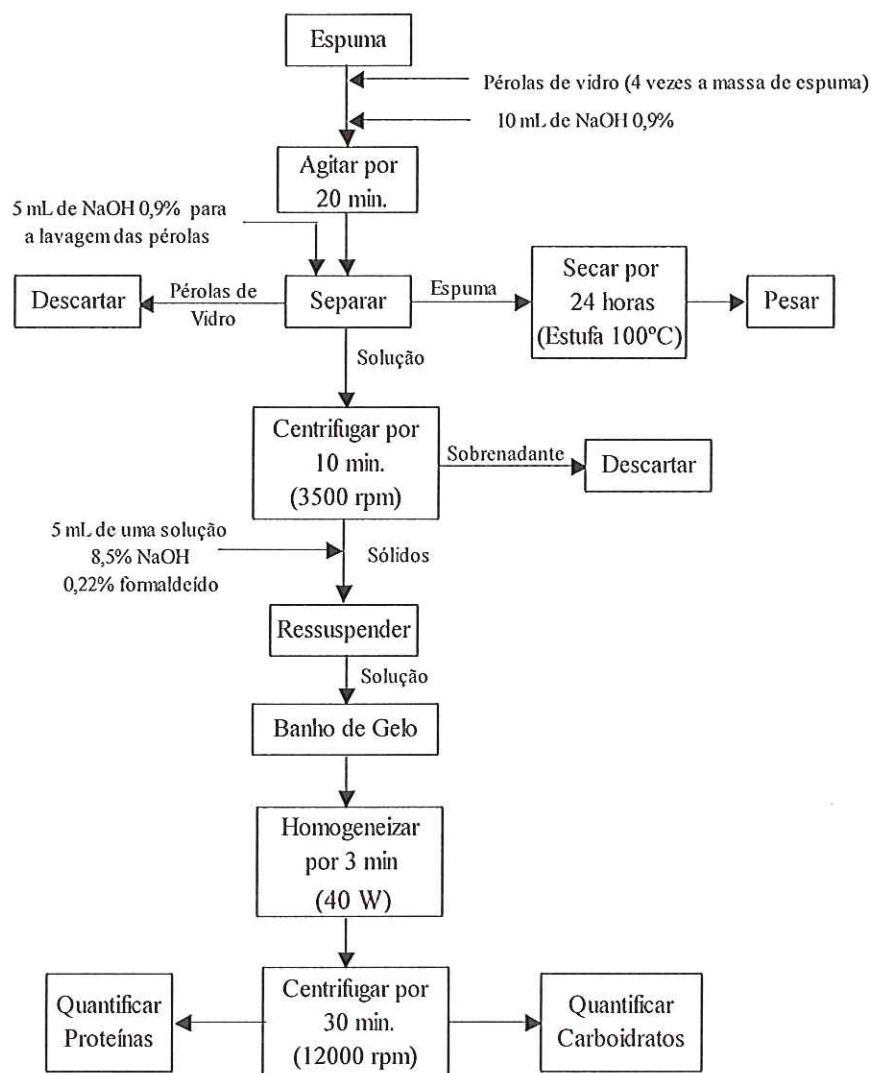 Espuma
Pérolas de vidro (4 vezes a massa de espuma)
10 mL de NaOH 0,9%
Agitar por
20 min.
5 mL de NaOH 0,9% para
a lavagem das pérolas
Descartar
Pérolas de
Vidro
Separar
Espuma
Secar por
24 horas
(Estufa 100ºC)
Pesar
Solução
Centrifugar por
10 min.
(3500 rpm)
Sobrenadante
Descartar
5 mL de uma solução
8,5% NaOH
0,22% formaldeído
Sólidos
Ressuspender
Solução
Banho de Gelo
Homogeneizar
por 3 min
(40 W)
Quantificar
Proteínas
Centrifugar por
30 min.
(12000 rpm)
Quantificar
Carboidratos